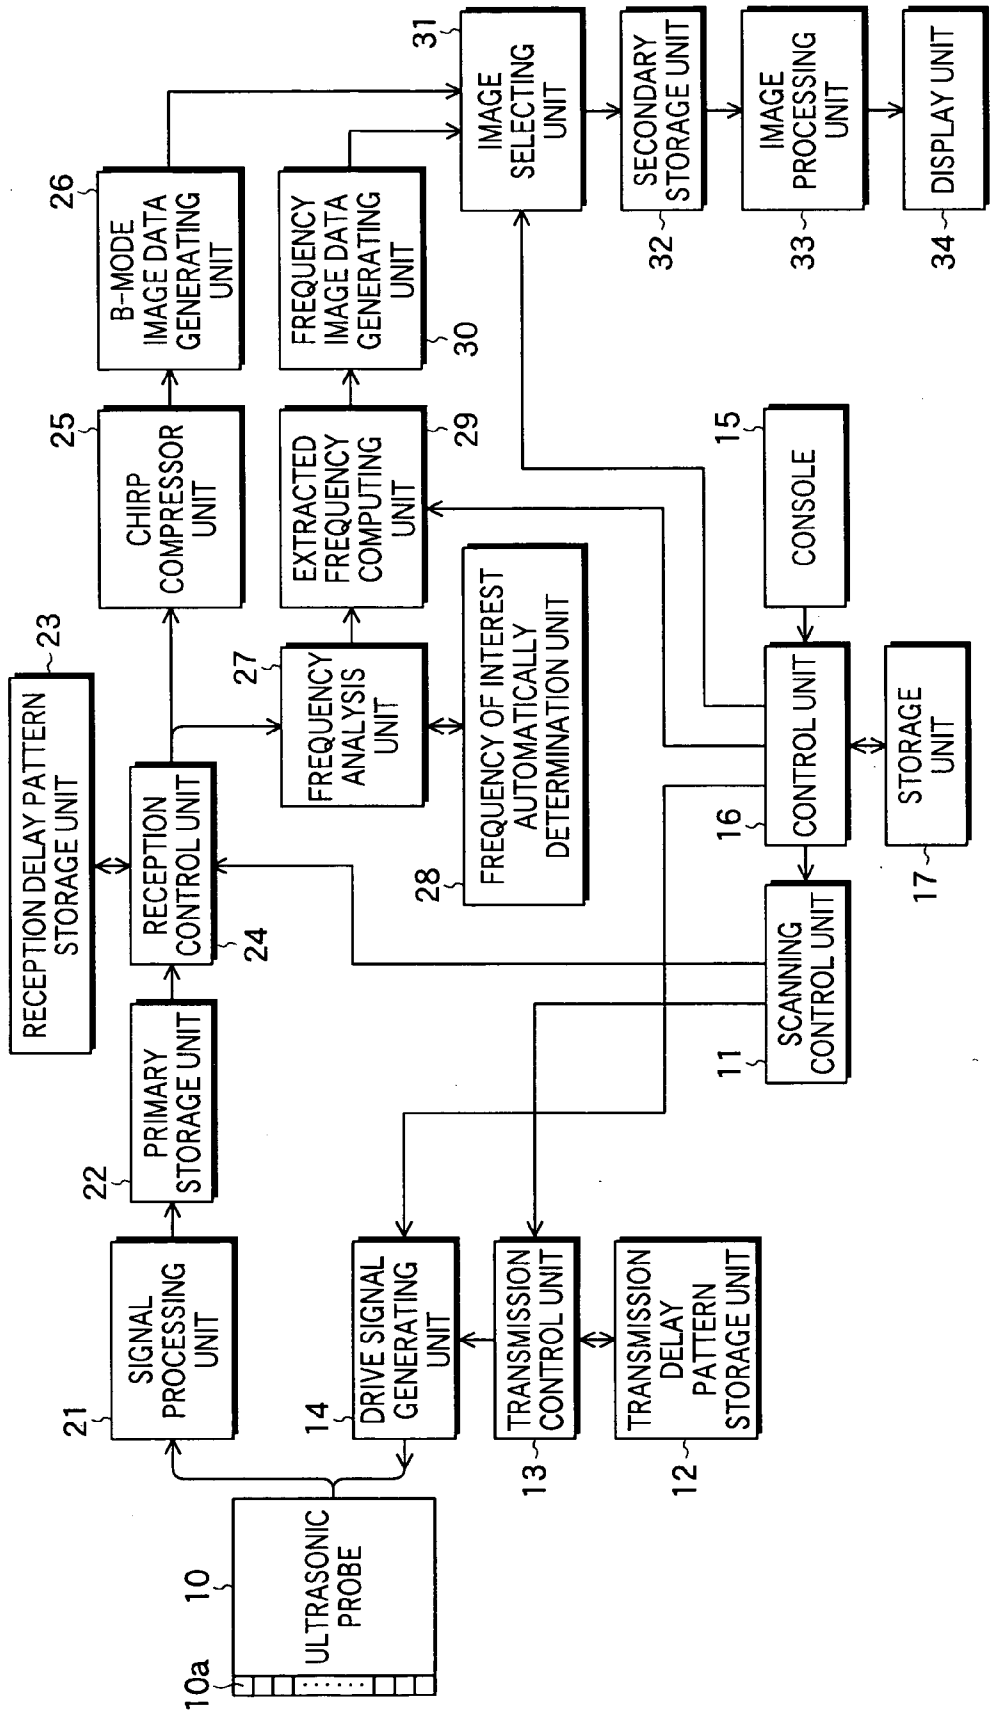 10a
10
ULTRASONIC
PROBE
21
SIGNAL
PROCESSING
UNIT
22
PRIMARY
STORAGE UNIT
RECEPTION DELAY PATTERN
STORAGE UNIT
23
RECEPTION
CONTROL UNIT
24
25
CHIRP
COMPRESSOR
UNIT
26
B-MODE
IMAGE DATA
GENERATING
UNIT
27
FREQUENCY
ANALYSIS
UNIT
EXTRACTED
FREQUENCY
COMPUTING
UNIT
29
FREQUENCY
IMAGE DATA
GENERATING
UNIT
30
28
FREQUENCY OF INTEREST
AUTOMATICALLY
DETERMINATION UNIT
14
DRIVE SIGNAL
GENERATING
UNIT
13
TRANSMISSION
CONTROL UNIT
12
TRANSMISSION
DELAY
PATTERN
STORAGE UNIT
11
SCANNING
CONTROL UNIT
16
CONTROL UNIT
15
CONSOLE
17
STORAGE
UNIT
31
IMAGE
SELECTING
UNIT
32
SECONDARY
STORAGE UNIT
33
IMAGE
PROCESSING
UNIT
34
DISPLAY UNIT